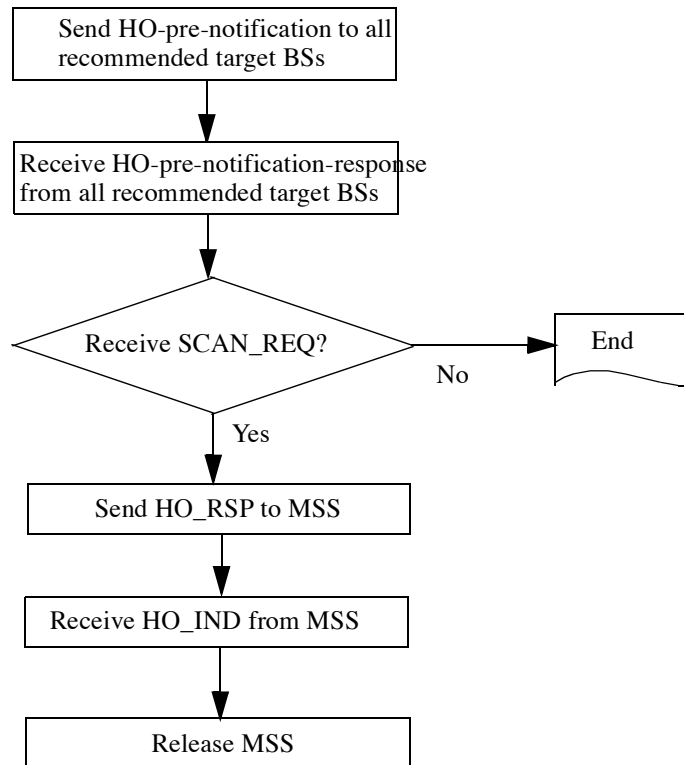 Send HO-pre-notification to all
recommended target BSs
Receive HO-pre-notification-response
from all recommended target BSs
Receive SCAN_REQ?
End
No
Yes
Send HO_RSP to MSS
Receive HO_IND from MSS
Release MSS